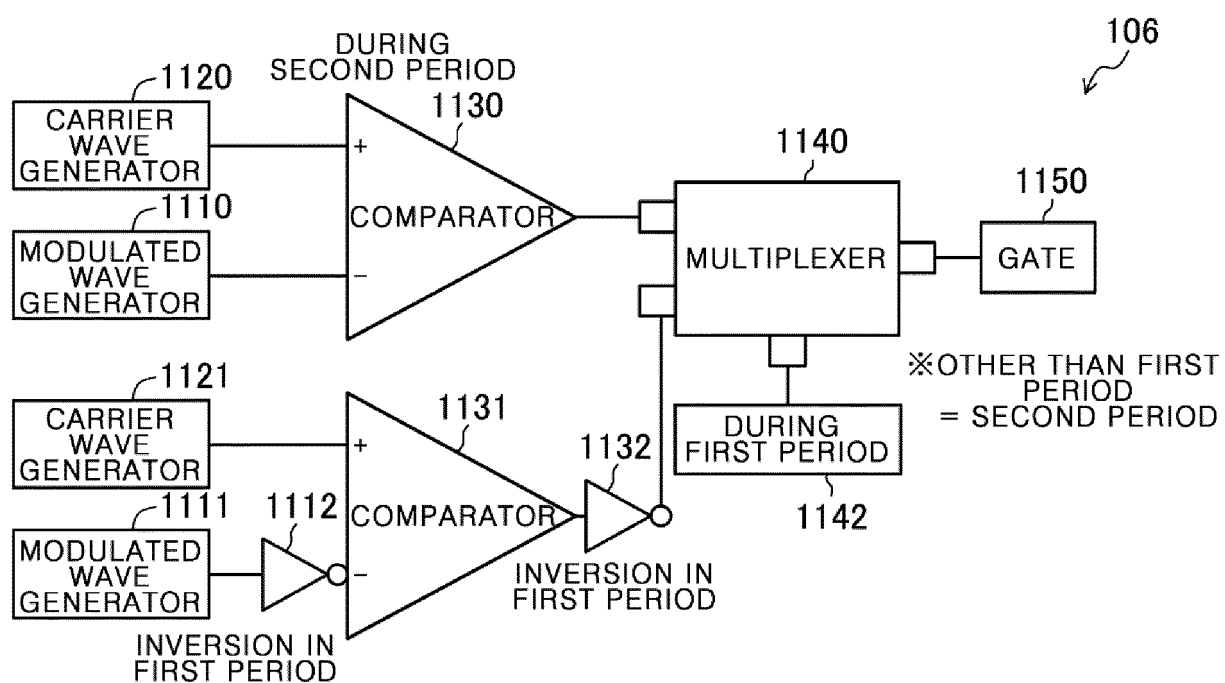 106
DURING
SECOND PERIOD
1120
CARRIER
WAVE
GENERATOR
1130
+
COMPARATOR
−
1110
MODULATED
WAVE
GENERATOR
1140
MULTIPLEXER
1150
GATE
※OTHER THAN FIRST
PERIOD
= SECOND PERIOD
DURING
FIRST PERIOD
1142
1121
CARRIER
WAVE
GENERATOR
1131
+
COMPARATOR
−
1132
1111
MODULATED
WAVE
GENERATOR
1112
INVERSION IN
FIRST PERIOD
INVERSION IN
FIRST PERIOD